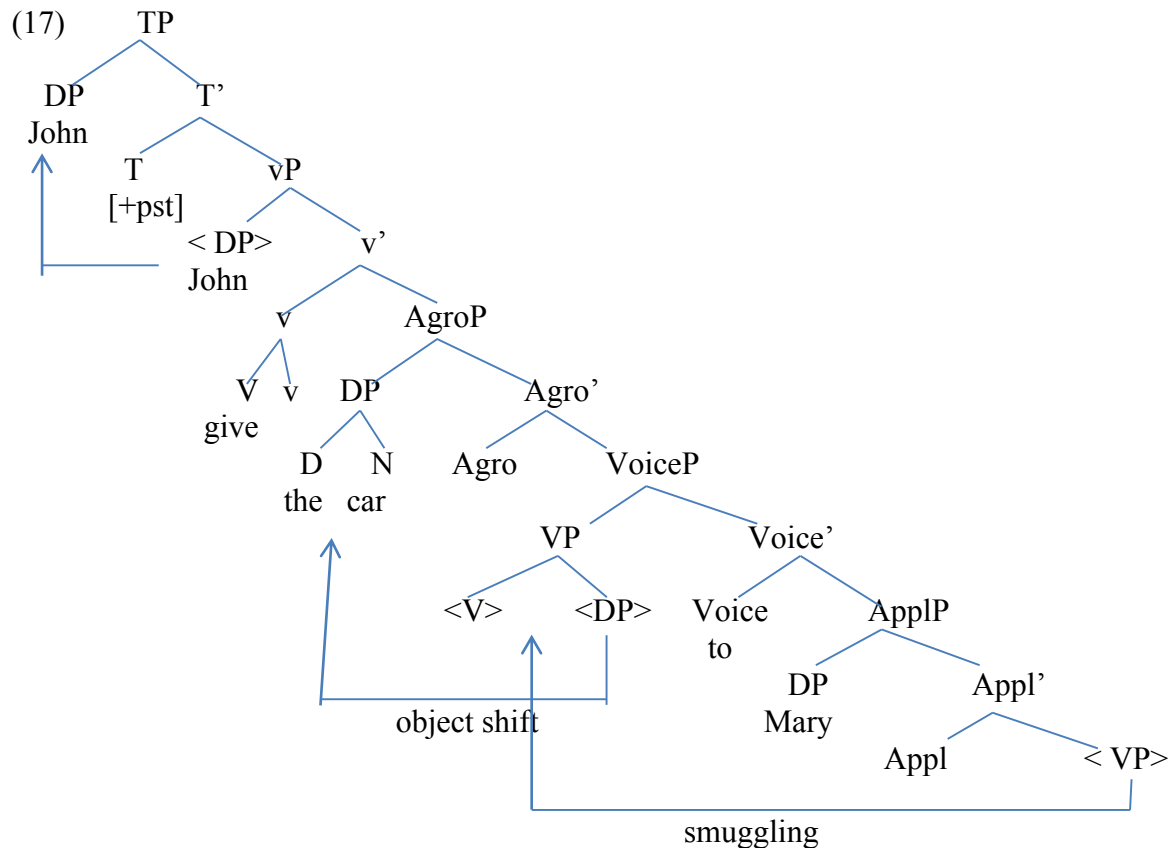 (17) TP
DP T’
John
T vP
[+pst]
< DP> v’
John
v AgroP
V v DP Agro’
give
D N Agro VoiceP
the car
VP Voice’
<V> <DP> Voice ApplP
to
DP Appl’
object shift Mary
Appl < VP>
smuggling